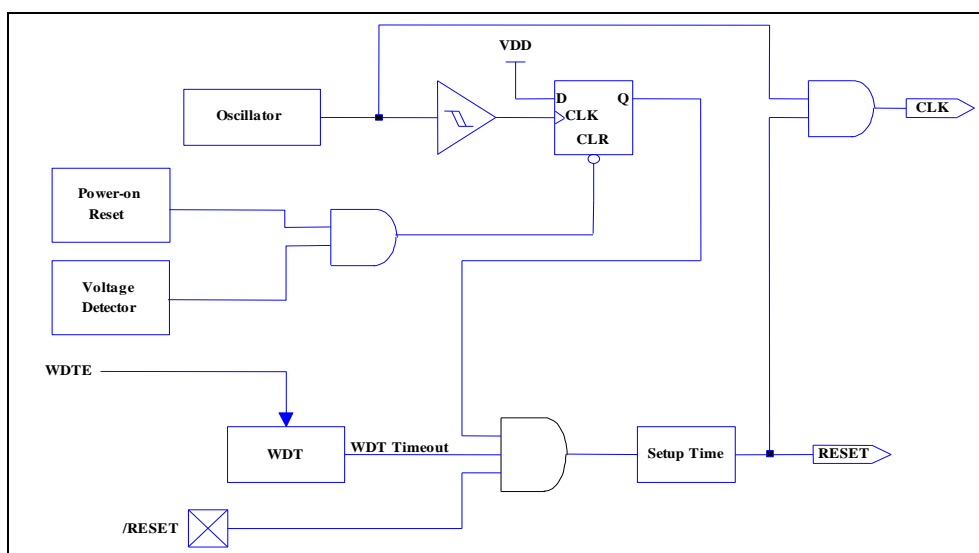 VDD
D
Q
CLK
CLR
Oscillator
CLK
Power-on
Reset
Voltage
Detector
WDTE
WDT
WDT Timeout
Setup Time
RESET
/RESET